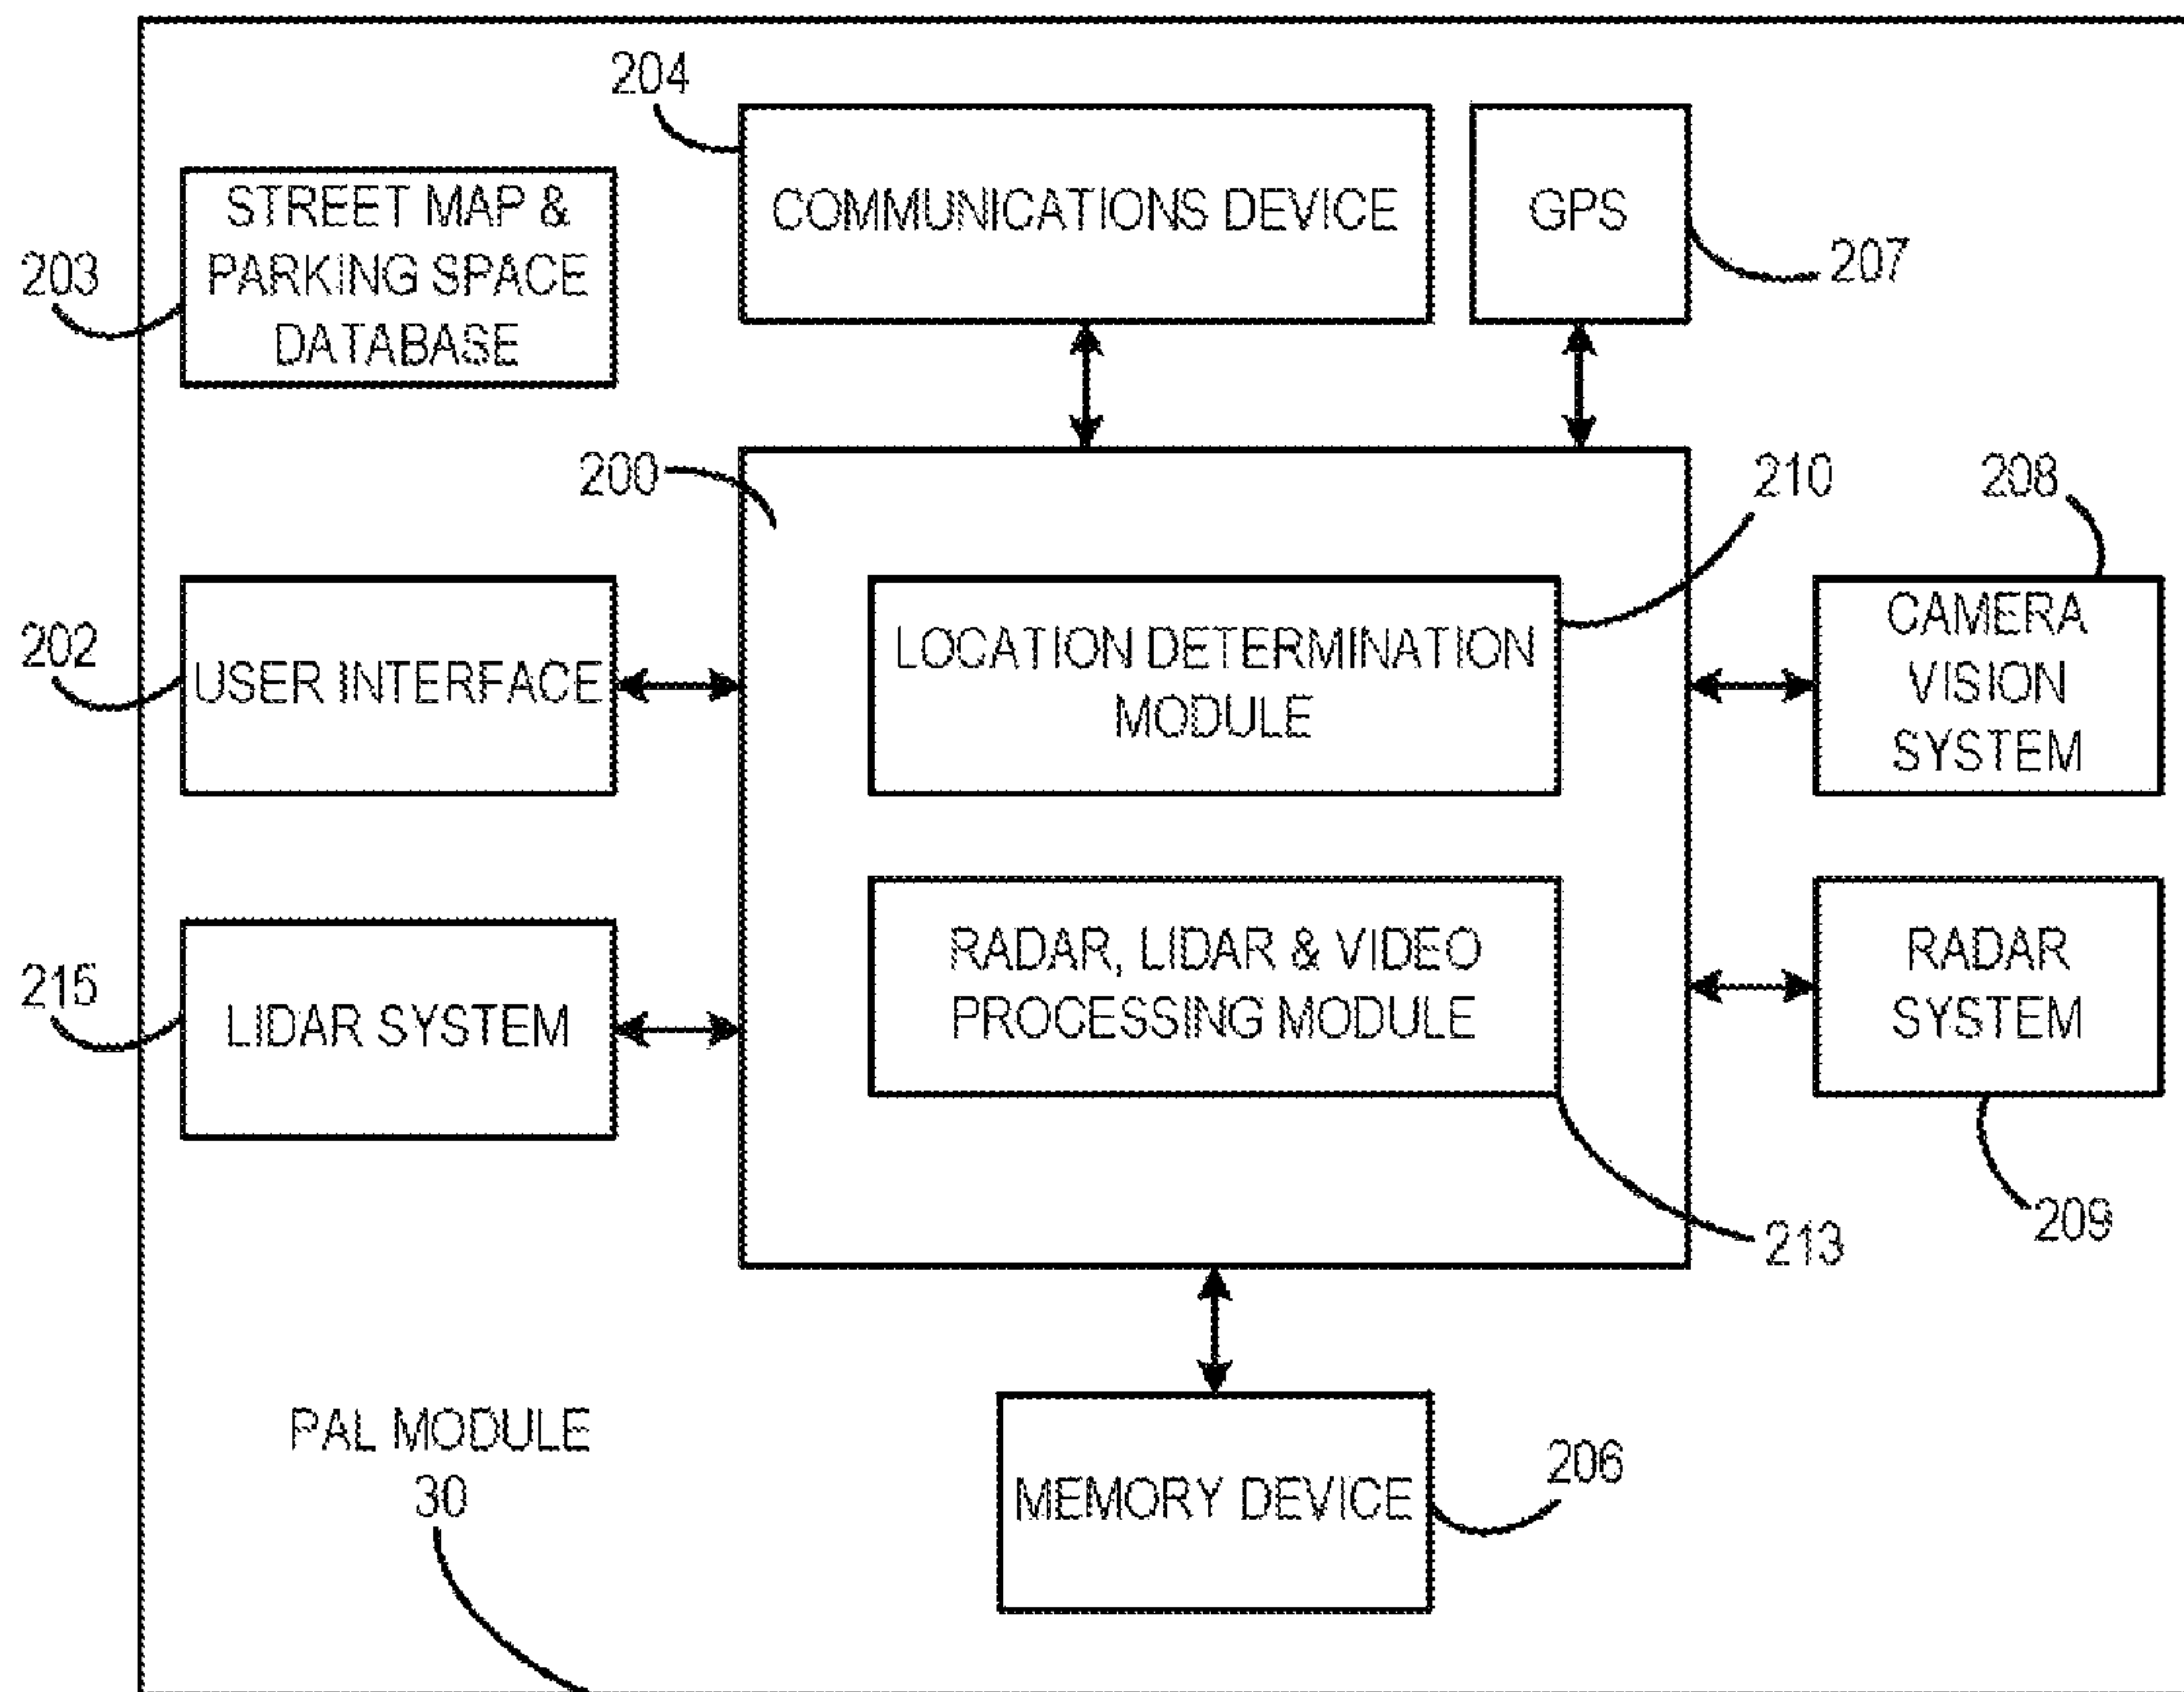 204
COMMUNICATIONS DEVICE
GPS
207
STREET MAP &
PARKING SPACE
DATABASE
203
200
210
208
USER INTERFACE
202
LOCATION DETERMINATION
MODULE
CAMERA
VISION
SYSTEM
LIDAR SYSTEM
215
RADAR, LIDAR & VIDEO
PROCESSING MODULE
RADAR
SYSTEM
209
213
PAL MODULE
30
MEMORY DEVICE
206